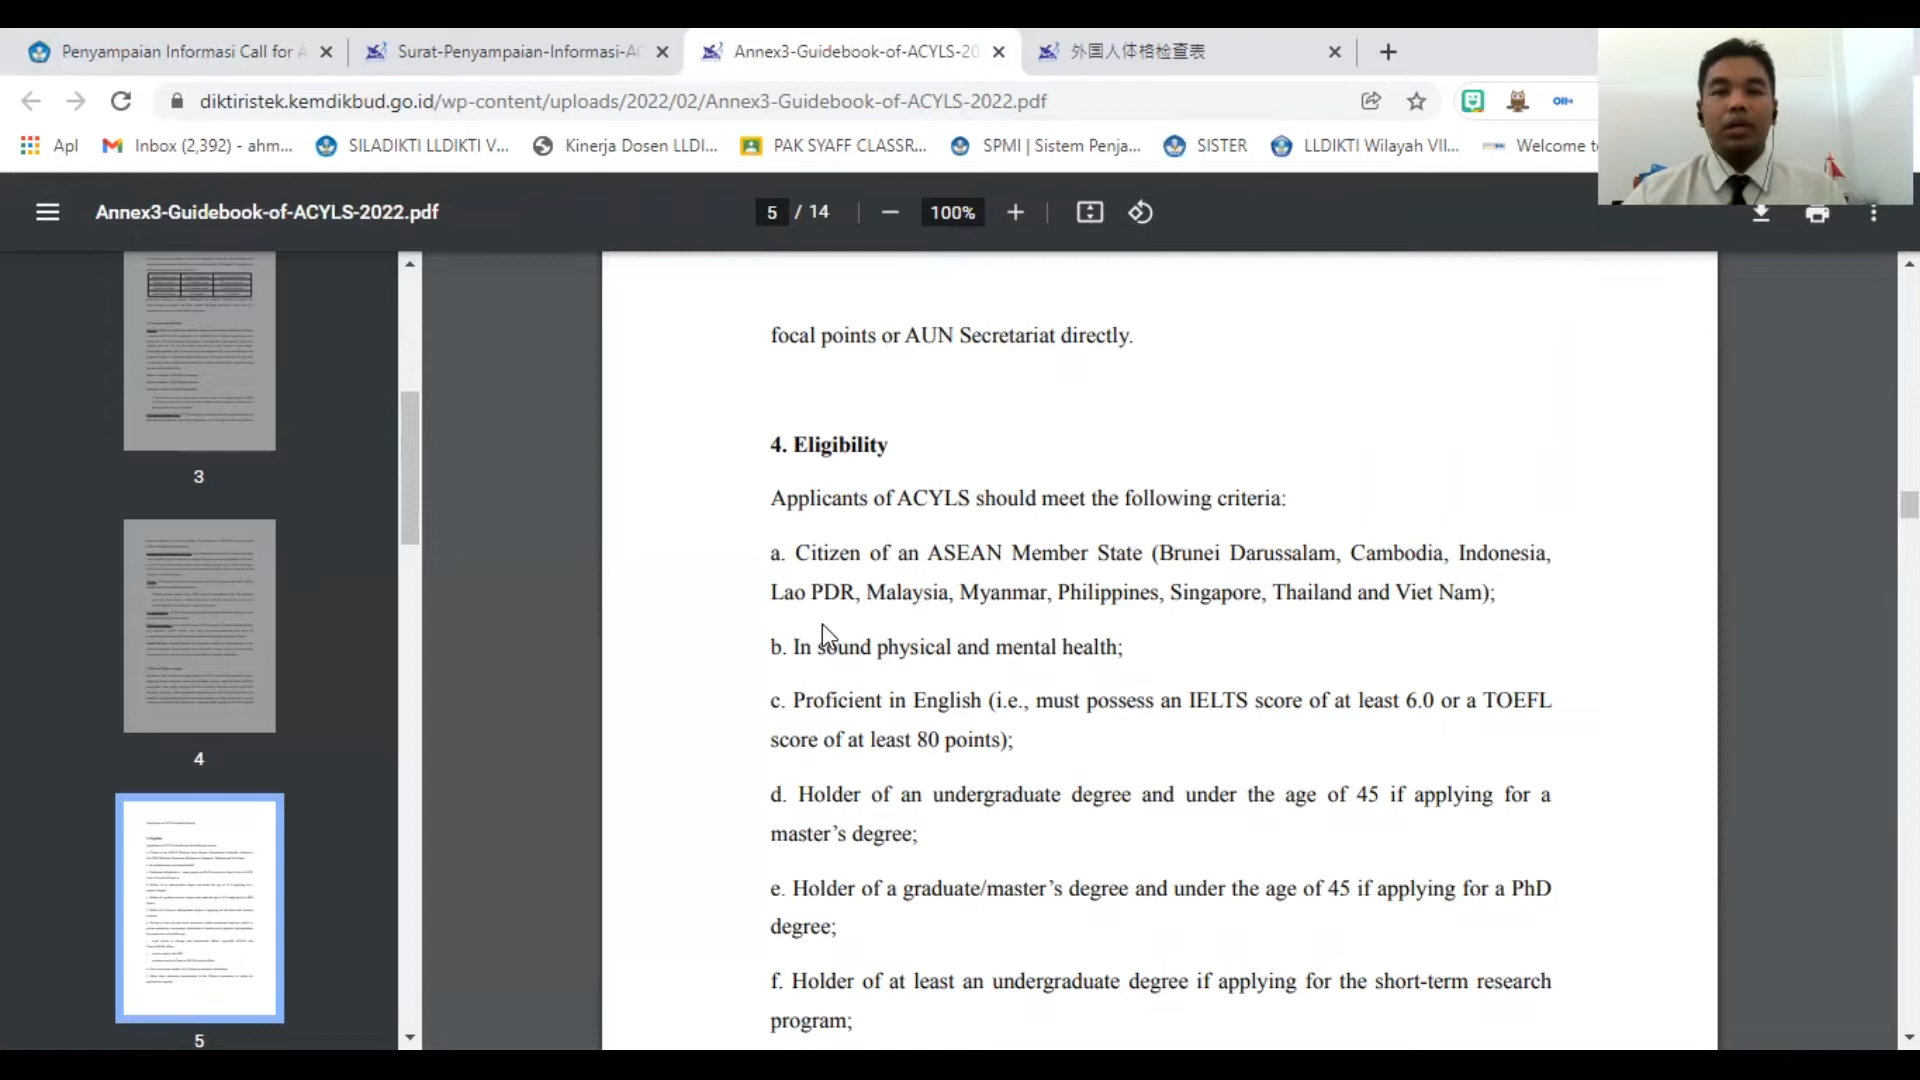 Penyampaian Informasi Call for A
Surat-Penyampaian-Informasi-AC
Annex3-Guidebook-of-ACYLS-20
外国人体格检查表
diktiristek.kemdikbud.go.id/wp-content/uploads/2022/02/Annex3-Guidebook-of-ACYLS-2022.pdf
Apl
Inbox (2,392) - ahm...
SILADIKTI LLDIKTI V...
Kinerja Dosen LLDI...
PAK SYAFF CLASSR...
SPMI | Sistem Penja...
SISTER
LLDIKTI Wilayah VII...
Welcome to
Annex3-Guidebook-of-ACYLS-2022.pdf
5 / 14
100%
3
4
5
focal points or AUN Secretariat directly.
4. Eligibility
Applicants of ACYLS should meet the following criteria:
a. Citizen of an ASEAN Member State (Brunei Darussalam, Cambodia, Indonesia,
Lao PDR, Malaysia, Myanmar, Philippines, Singapore, Thailand and Viet Nam);
b. In sound physical and mental health;
c. Proficient in English (i.e., must possess an IELTS score of at least 6.0 or a TOEFL
score of at least 80 points);
d. Holder of an undergraduate degree and under the age of 45 if applying for a
master’s degree;
e. Holder of a graduate/master’s degree and under the age of 45 if applying for a PhD
degree;
f. Holder of at least an undergraduate degree if applying for the short-term research
program;